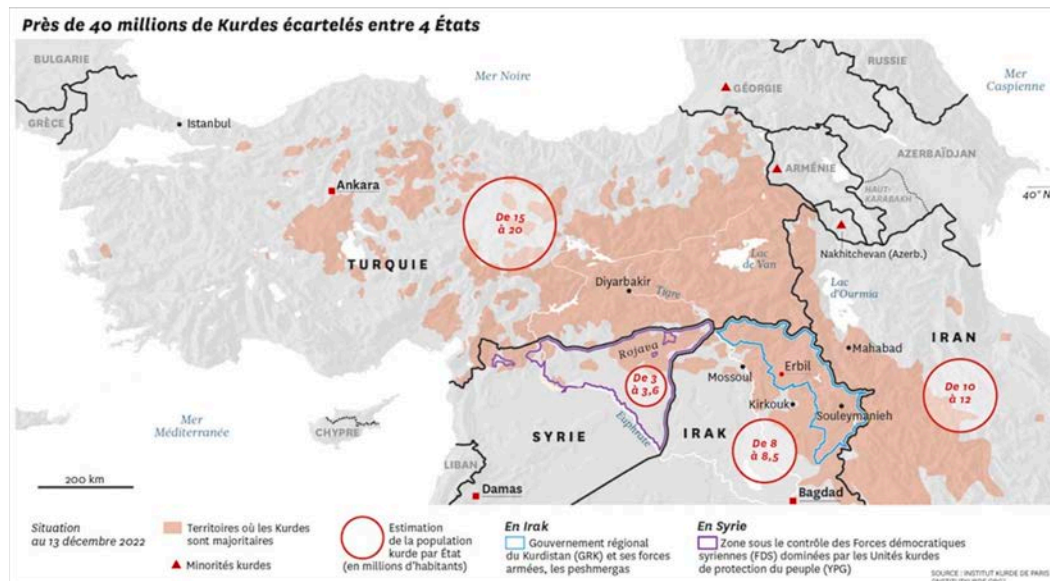 Près de 40 millions de Kurdes écartelés entre 4 États
BULGARIE
RUSSIE
Mer Noire
Mer
Caspienne
GÉORGIE
GRÈCE
Istanbul
ARMÉNIE
AZERBAÏDJAN
HAUT-
KARABAKH
Ankara
40° N
De 15
à 20
Nakhitchevan (Azerb.)
TURQUIE
Lac
de Van
Diyarbakir
Tigre
Lac
d'Ourmia
IRAN
Rojava
Mahabad
Mossoul
Erbil
De 3
à 3,6
De 10
à 12
Kirkouk
Souleymanieh
Mer
Méditerranée
CHYPRE
Euphrate
SYRIE
IRAK
De 8
à 8,5
LIBAN
200 km
Damas
Bagdad
Situation
au 13 décembre 2022
Territoires où les Kurdes
sont majoritaires
Minorités kurdes
Estimation
de la population
kurde par État
(en millions d'habitants)
En Irak
Gouvernement régional
du Kurdistan (GRK) et ses forces
armées, les peshmergas
En Syrie
Zone sous le contrôle des Forces démocratiques
syriennes (FDS) dominées par les Unités kurdes
de protection du peuple (YPG)
SOURCE : INSTITUT KURDE DE PARIS